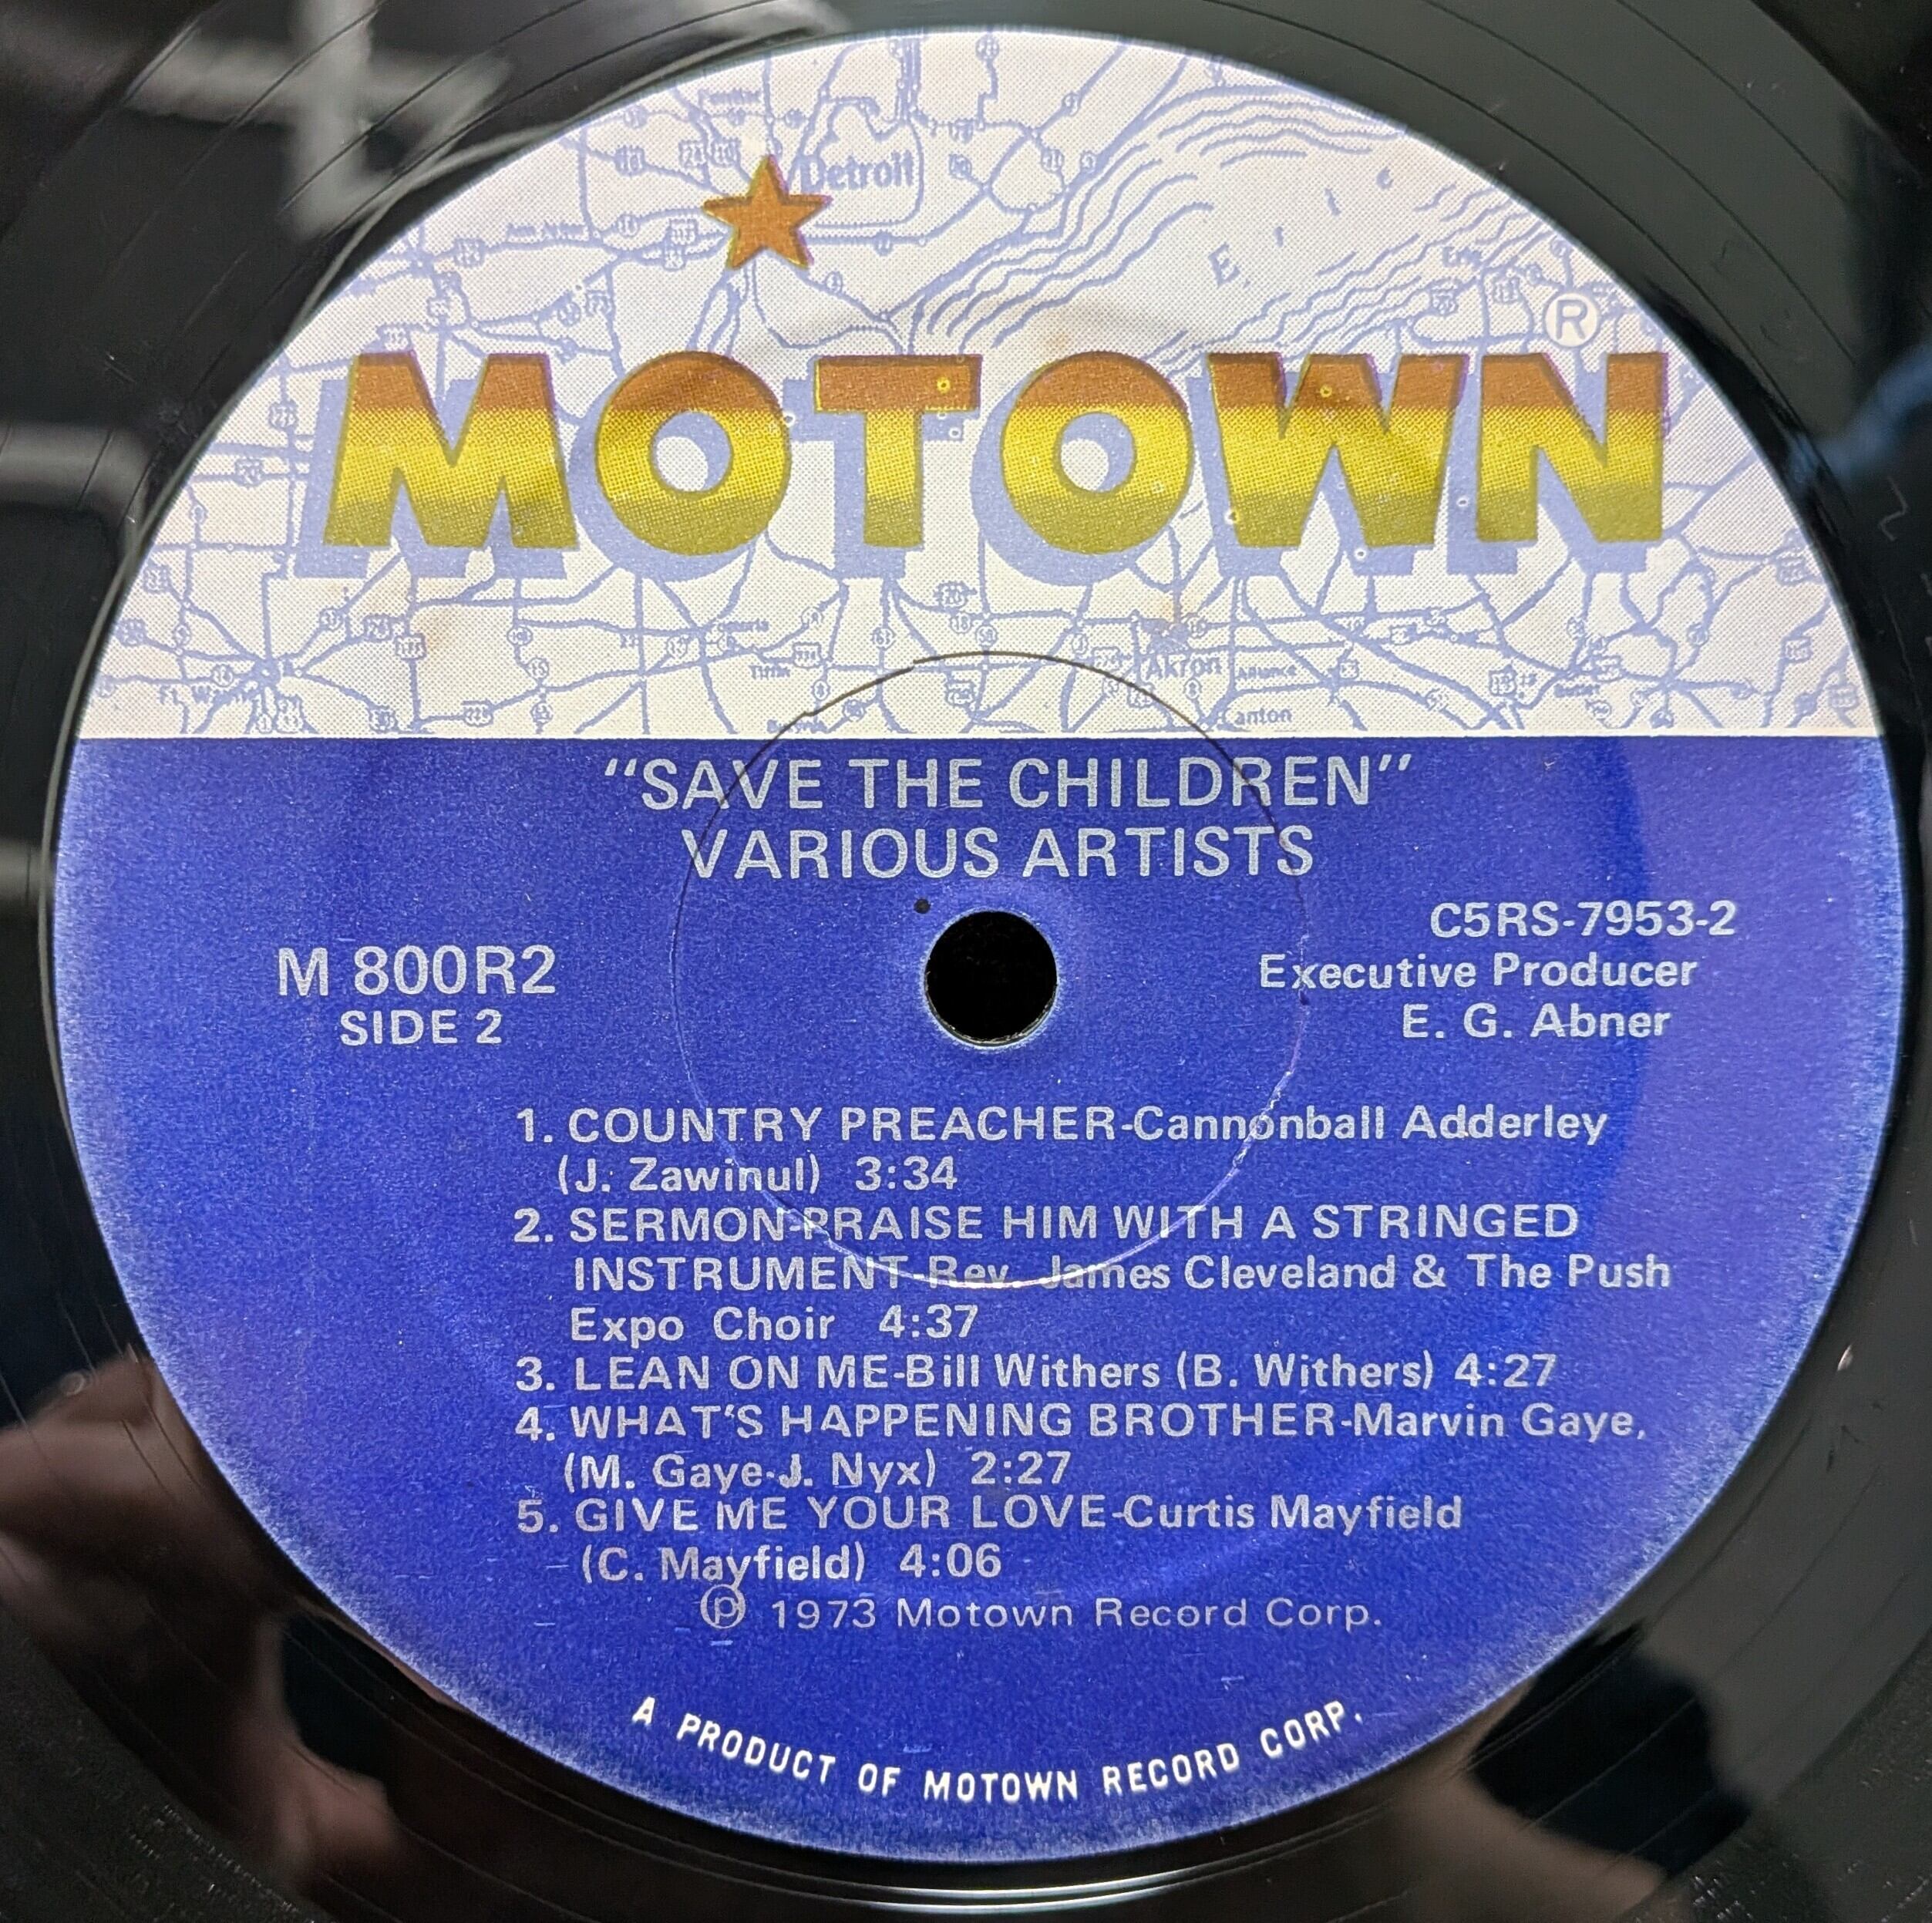 Detroit
E r i e
®
MOTOWN
Akron
Alliance
Canton
"SAVE THE CHILDREN"
VARIOUS ARTISTS
C5RS-7953-2
M 800R2
Executive Producer
SIDE 2
E. G. Abner
1. COUNTRY PREACHER-Cannonball Adderley
(J. Zawinul) 3:34
2. SERMON-PRAISE HIM WITH A STRINGED
INSTRUMENT-Rev. James Cleveland & The Push
Expo Choir 4:37
3. LEAN ON ME-Bill Withers (B. Withers) 4:27
4. WHAT'S HAPPENING BROTHER-Marvin Gaye,
(M. Gaye-J. Nyx) 2:27
5. GIVE ME YOUR LOVE-Curtis Mayfield
(C. Mayfield) 4:06
℗ 1973 Motown Record Corp.
A PRODUCT OF MOTOWN RECORD CORP.